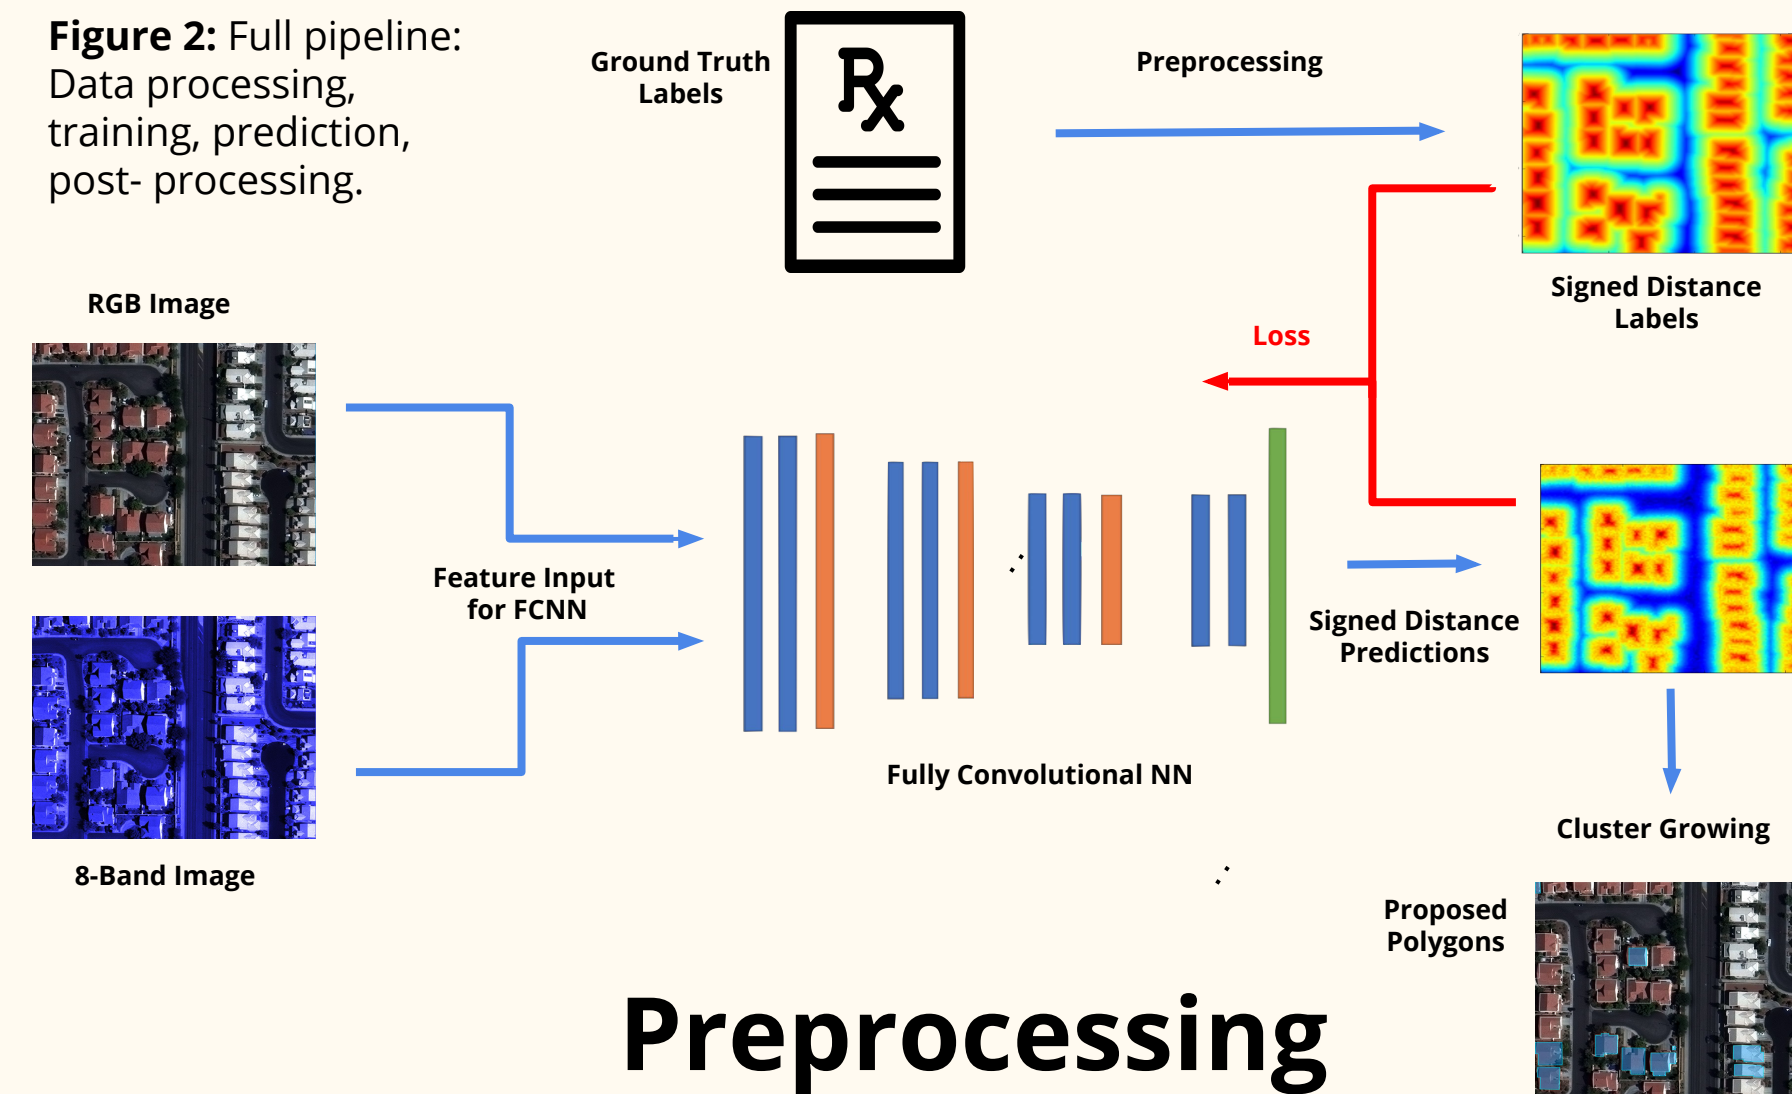 Figure 2: Full pipeline:
Data processing,
training, prediction,
post- processing.
Ground Truth
Labels
Rx
Preprocessing
Signed Distance
Labels
RGB Image
Loss
Feature Input
for FCNN
Signed Distance
Predictions
Fully Convolutional NN
8-Band Image
Cluster Growing
Proposed
Polygons
Preprocessing